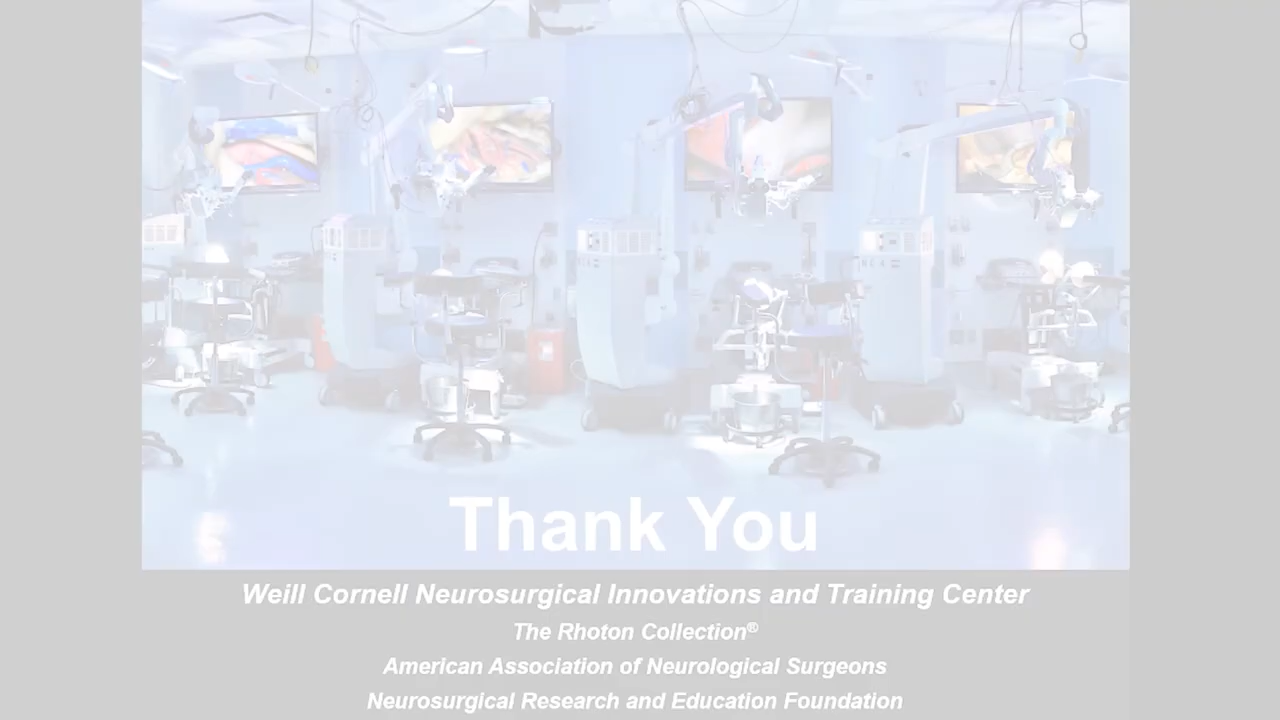 Thank You
Weill Cornell Neurosurgical Innovations and Training Center
The Rhoton Collection®
American Association of Neurological Surgeons
Neurosurgical Research and Education Foundation